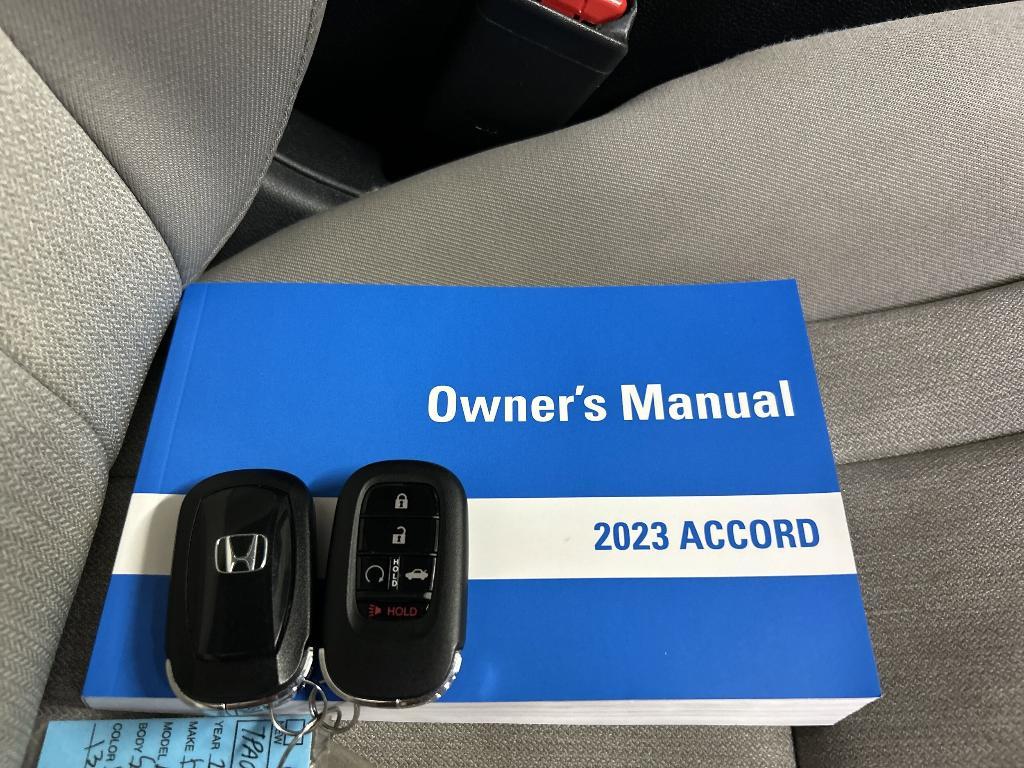 Owner's Manual
2023 ACCORD
HOLD
HOLD
YEAR
MAKE
MODEL
BODY
COLOR